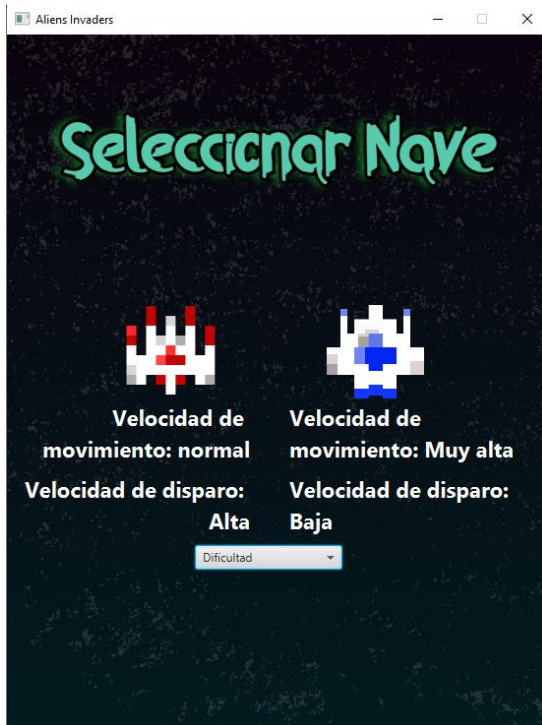 Aliens Invaders
Seleccionar Nave
Velocidad de
movimiento: normal
Velocidad de disparo:
Alta
Velocidad de
movimiento: Muy alta
Velocidad de disparo:
Baja
Dificultad